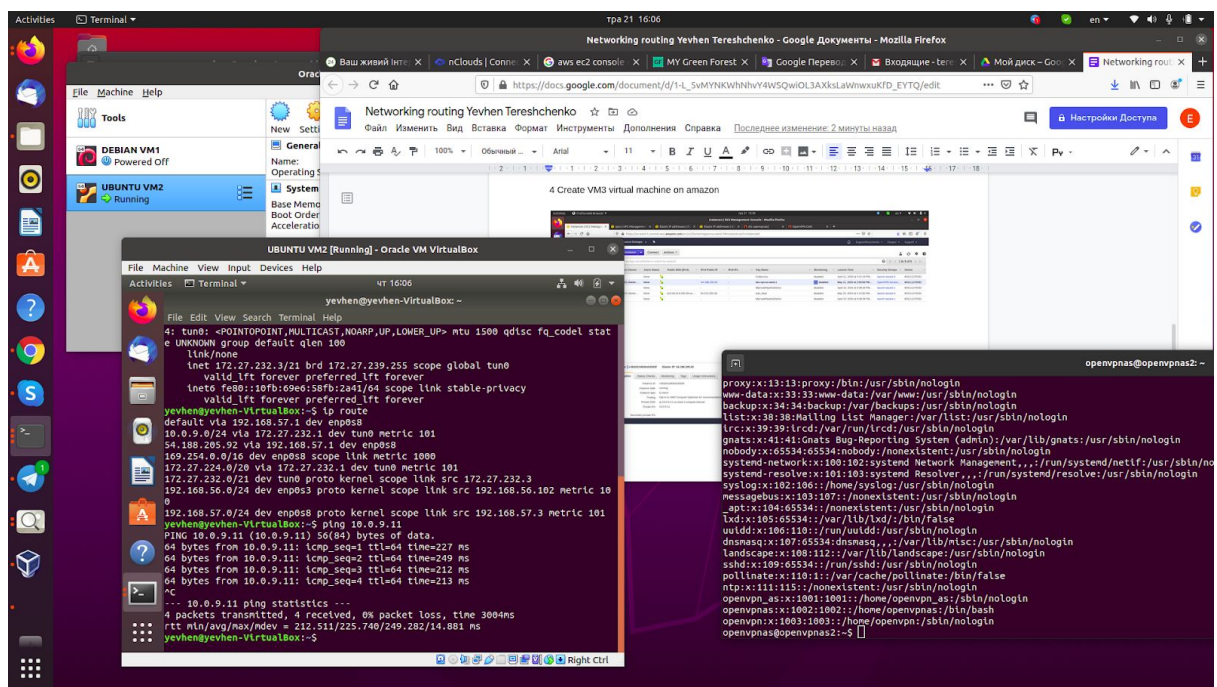 Activities Terminal
тра 21 16:06
en
Networking routing Yevhen Tereshchenko - Google Документы - Mozilla Firefox
Ваш живий Інте
nClouds | Connec
aws ec2 console
MY Green Forest
Google Перевод
Входящие - tere
Мой диск – Goog
Networking rout
https://docs.google.com/document/d/1-L_SvMYNKWhNhvY4WSQwiOL3AXksLaWnwxuKfD_EYTQ/edit
Networking routing Yevhen Tereshchenko
Файл Изменить Вид Вставка Формат Инструменты Дополнения Справка Последнее изменение: 2 минуты назад
Настройки Доступа
E
100% Обычный ... Arial 11
4 Create VM3 virtual machine on amazon
Orac
File Machine Help
Tools
New Setti
DEBIAN VM1
Powered Off
UBUNTU VM2
Running
General
Name:
Operating S
System
Base Memo
Boot Order
Acceleratio
UBUNTU VM2 [Running] - Oracle VM VirtualBox
File Machine View Input Devices Help
Activities Terminal
чт 16:06
yevhen@yevhen-VirtualBox: ~
File Edit View Search Terminal Help
4: tun0: <POINTOPOINT,MULTICAST,NOARP,UP,LOWER_UP> mtu 1500 qdisc fq_codel stat
e UNKNOWN group default qlen 100
link/none
inet 172.27.232.3/21 brd 172.27.239.255 scope global tun0
valid_lft forever preferred_lft forever
inet6 fe80::10fb:69e6:58fb:2a41/64 scope link stable-privacy
valid_lft forever preferred_lft forever
yevhen@yevhen-VirtualBox:~$ ip route
default via 192.168.57.1 dev enp0s8
10.0.9.0/24 via 172.27.232.1 dev tun0 metric 101
54.188.205.92 via 192.168.57.1 dev enp0s8
169.254.0.0/16 dev enp0s8 scope link metric 1000
172.27.224.0/20 via 172.27.232.1 dev tun0 metric 101
172.27.232.0/21 dev tun0 proto kernel scope link src 172.27.232.3
192.168.56.0/24 dev enp0s3 proto kernel scope link src 192.168.56.102 metric 10
0
192.168.57.0/24 dev enp0s8 proto kernel scope link src 192.168.57.3 metric 101
yevhen@yevhen-VirtualBox:~$ ping 10.0.9.11
PING 10.0.9.11 (10.0.9.11) 56(84) bytes of data.
64 bytes from 10.0.9.11: icmp_seq=1 ttl=64 time=227 ms
64 bytes from 10.0.9.11: icmp_seq=2 ttl=64 time=249 ms
64 bytes from 10.0.9.11: icmp_seq=3 ttl=64 time=212 ms
64 bytes from 10.0.9.11: icmp_seq=4 ttl=64 time=213 ms
^C
--- 10.0.9.11 ping statistics ---
4 packets transmitted, 4 received, 0% packet loss, time 3004ms
rtt min/avg/max/mdev = 212.511/225.740/249.282/14.881 ms
yevhen@yevhen-VirtualBox:~$
Right Ctrl
openvpnas@openvpnas2: ~
proxy:x:13:13:proxy:/bin:/usr/sbin/nologin
www-data:x:33:33:www-data:/var/www:/usr/sbin/nologin
backup:x:34:34:backup:/var/backups:/usr/sbin/nologin
list:x:38:38:Mailing List Manager:/var/list:/usr/sbin/nologin
irc:x:39:39:ircd:/var/run/ircd:/usr/sbin/nologin
gnats:x:41:41:Gnats Bug-Reporting System (admin):/var/lib/gnats:/usr/sbin/nologin
nobody:x:65534:65534:nobody:/nonexistent:/usr/sbin/nologin
systemd-network:x:100:102:systemd Network Management,,,:/run/systemd/netif:/usr/sbin/no
systemd-resolve:x:101:103:systemd Resolver,,,:/run/systemd/resolve:/usr/sbin/nologin
syslog:x:102:106::/home/syslog:/usr/sbin/nologin
messagebus:x:103:107::/nonexistent:/usr/sbin/nologin
_apt:x:104:65534::/nonexistent:/usr/sbin/nologin
lxd:x:105:65534::/var/lib/lxd/:/bin/false
uuidd:x:106:110::/run/uuidd:/usr/sbin/nologin
dnsmasq:x:107:65534:dnsmasq,,,:/var/lib/misc:/usr/sbin/nologin
landscape:x:108:112::/var/lib/landscape:/usr/sbin/nologin
sshd:x:109:65534::/run/sshd:/usr/sbin/nologin
pollinate:x:110:1::/var/cache/pollinate:/bin/false
ntp:x:111:115::/nonexistent:/usr/sbin/nologin
openvpn_as:x:1001:1001::/home/openvpn_as:/sbin/nologin
openvpnas:x:1002:1002::/home/openvpnas:/bin/bash
openvpn:x:1003:1003::/home/openvpn:/sbin/nologin
openvpnas@openvpnas2:~$